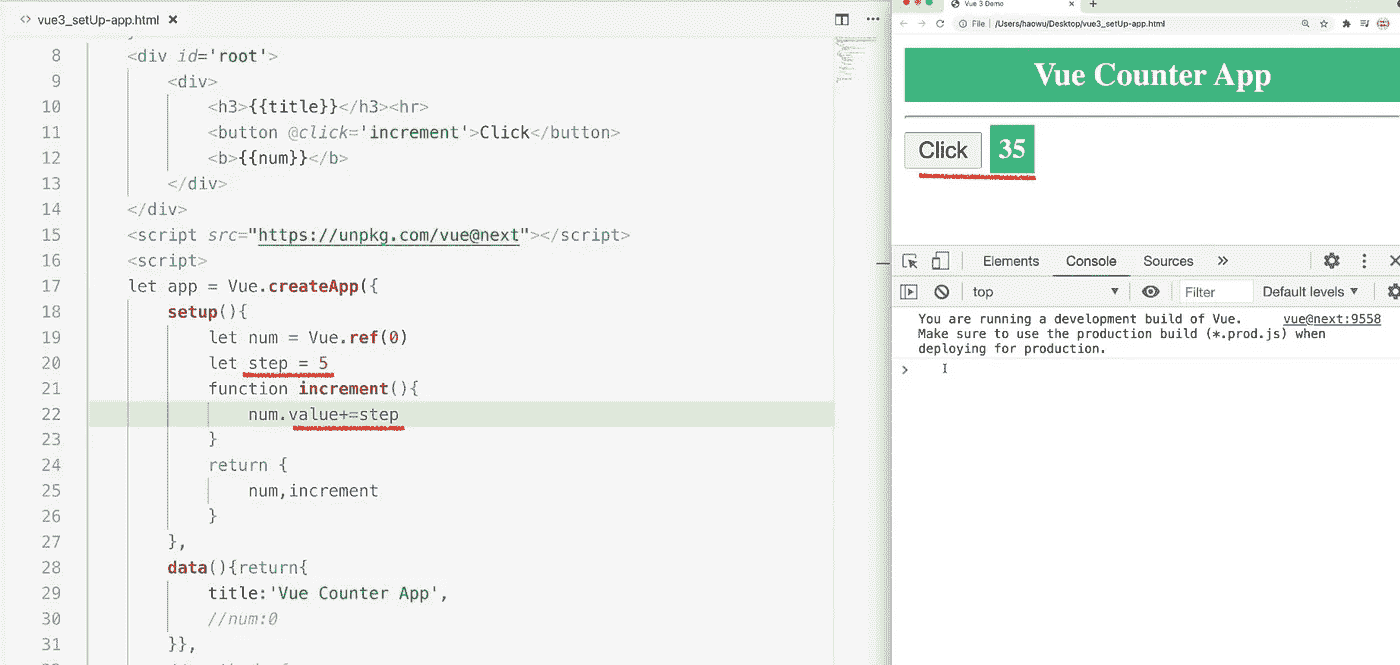 <> vue3_setUp-app.html ×
8 <div id='root'>
9 <div>
10 <h3>{{title}}</h3><hr>
11 <button @click='increment'>Click</button>
12 <b>{{num}}</b>
13 </div>
14 </div>
15 <script src="https://unpkg.com/vue@next"></script>
16 <script>
17 let app = Vue.createApp({
18 setup(){
19 let num = Vue.ref(0)
20 let step = 5
21 function increment(){
22 num.value+=step
23 }
24 return {
25 num,increment
26 }
27 },
28 data(){return{
29 title:'Vue Counter App',
30 //num:0
31 }},
Vue 3 Demo
File | /Users/haowu/Desktop/vue3_setUp-app.html
Vue Counter App
Click 35
Elements Console Sources »
top Filter Default levels ▼
You are running a development build of Vue. vue@next:9558
Make sure to use the production build (*.prod.js) when
deploying for production.
>